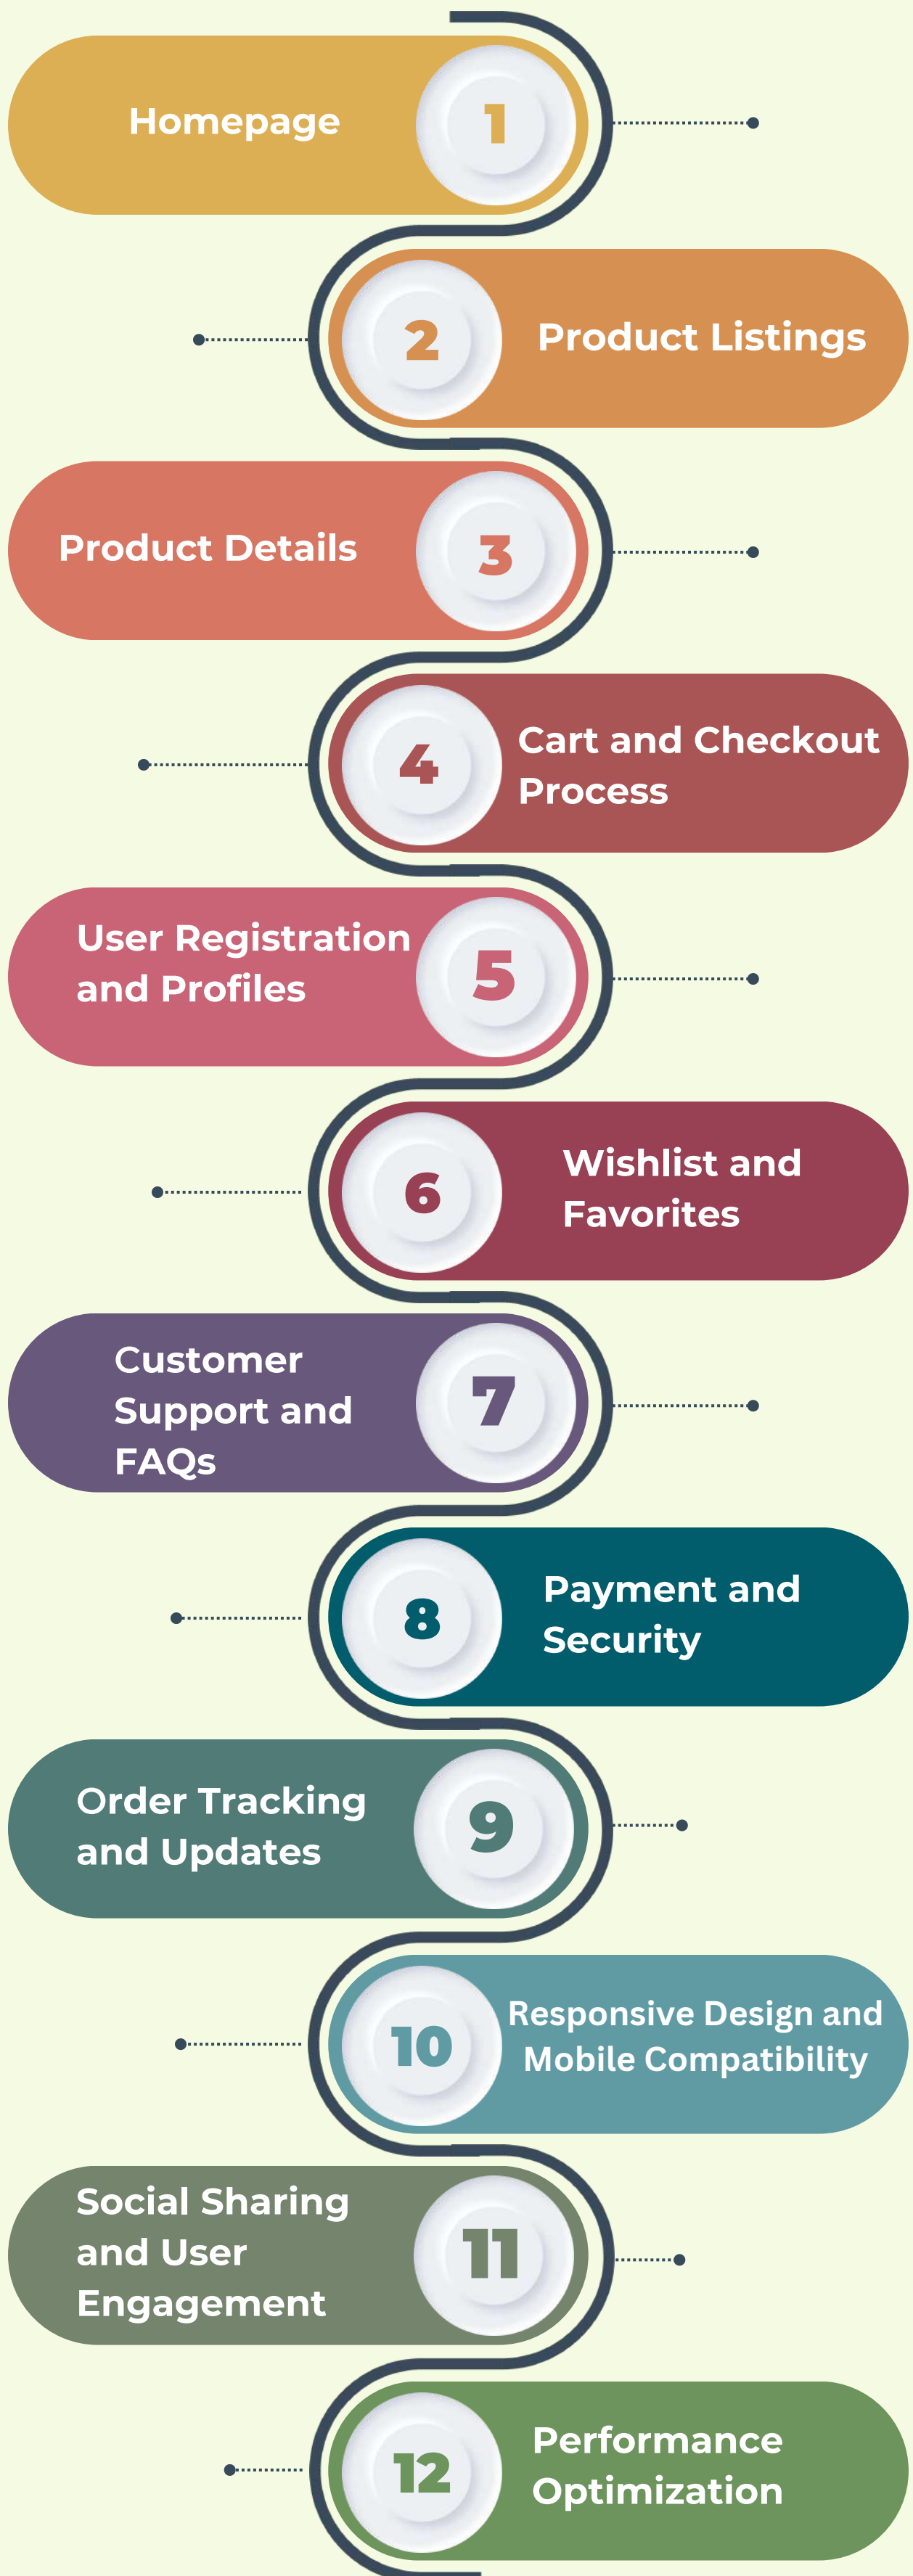 Homepage
1
2
Product Listings
Product Details
3
4
Cart and Checkout
Process
User Registration
and Profiles
5
6
Wishlist and
Favorites
Customer
Support and
FAQs
7
8
Payment and
Security
Order Tracking
and Updates
9
10
Responsive Design and
Mobile Compatibility
Social Sharing
and User
Engagement
11
12
Performance
Optimization